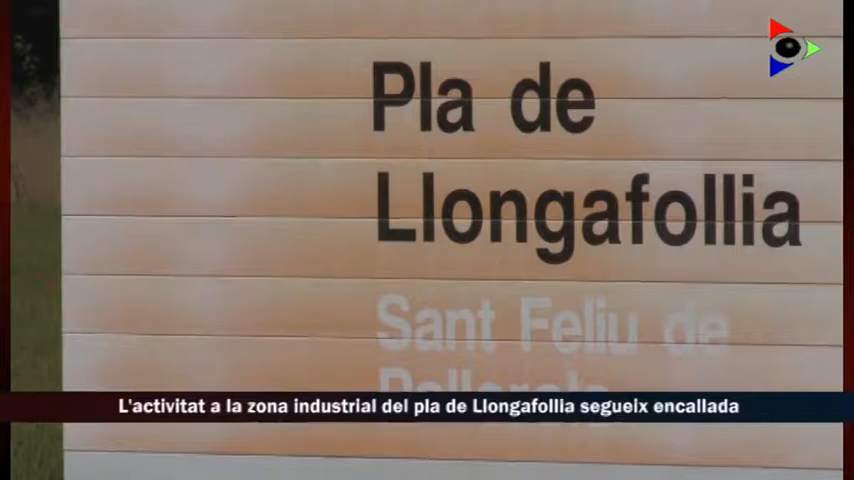 Pla de
Llongafollia
Sant Feliu de
L'activitat a la zona industrial del pla de Llongafollia segueix encallada